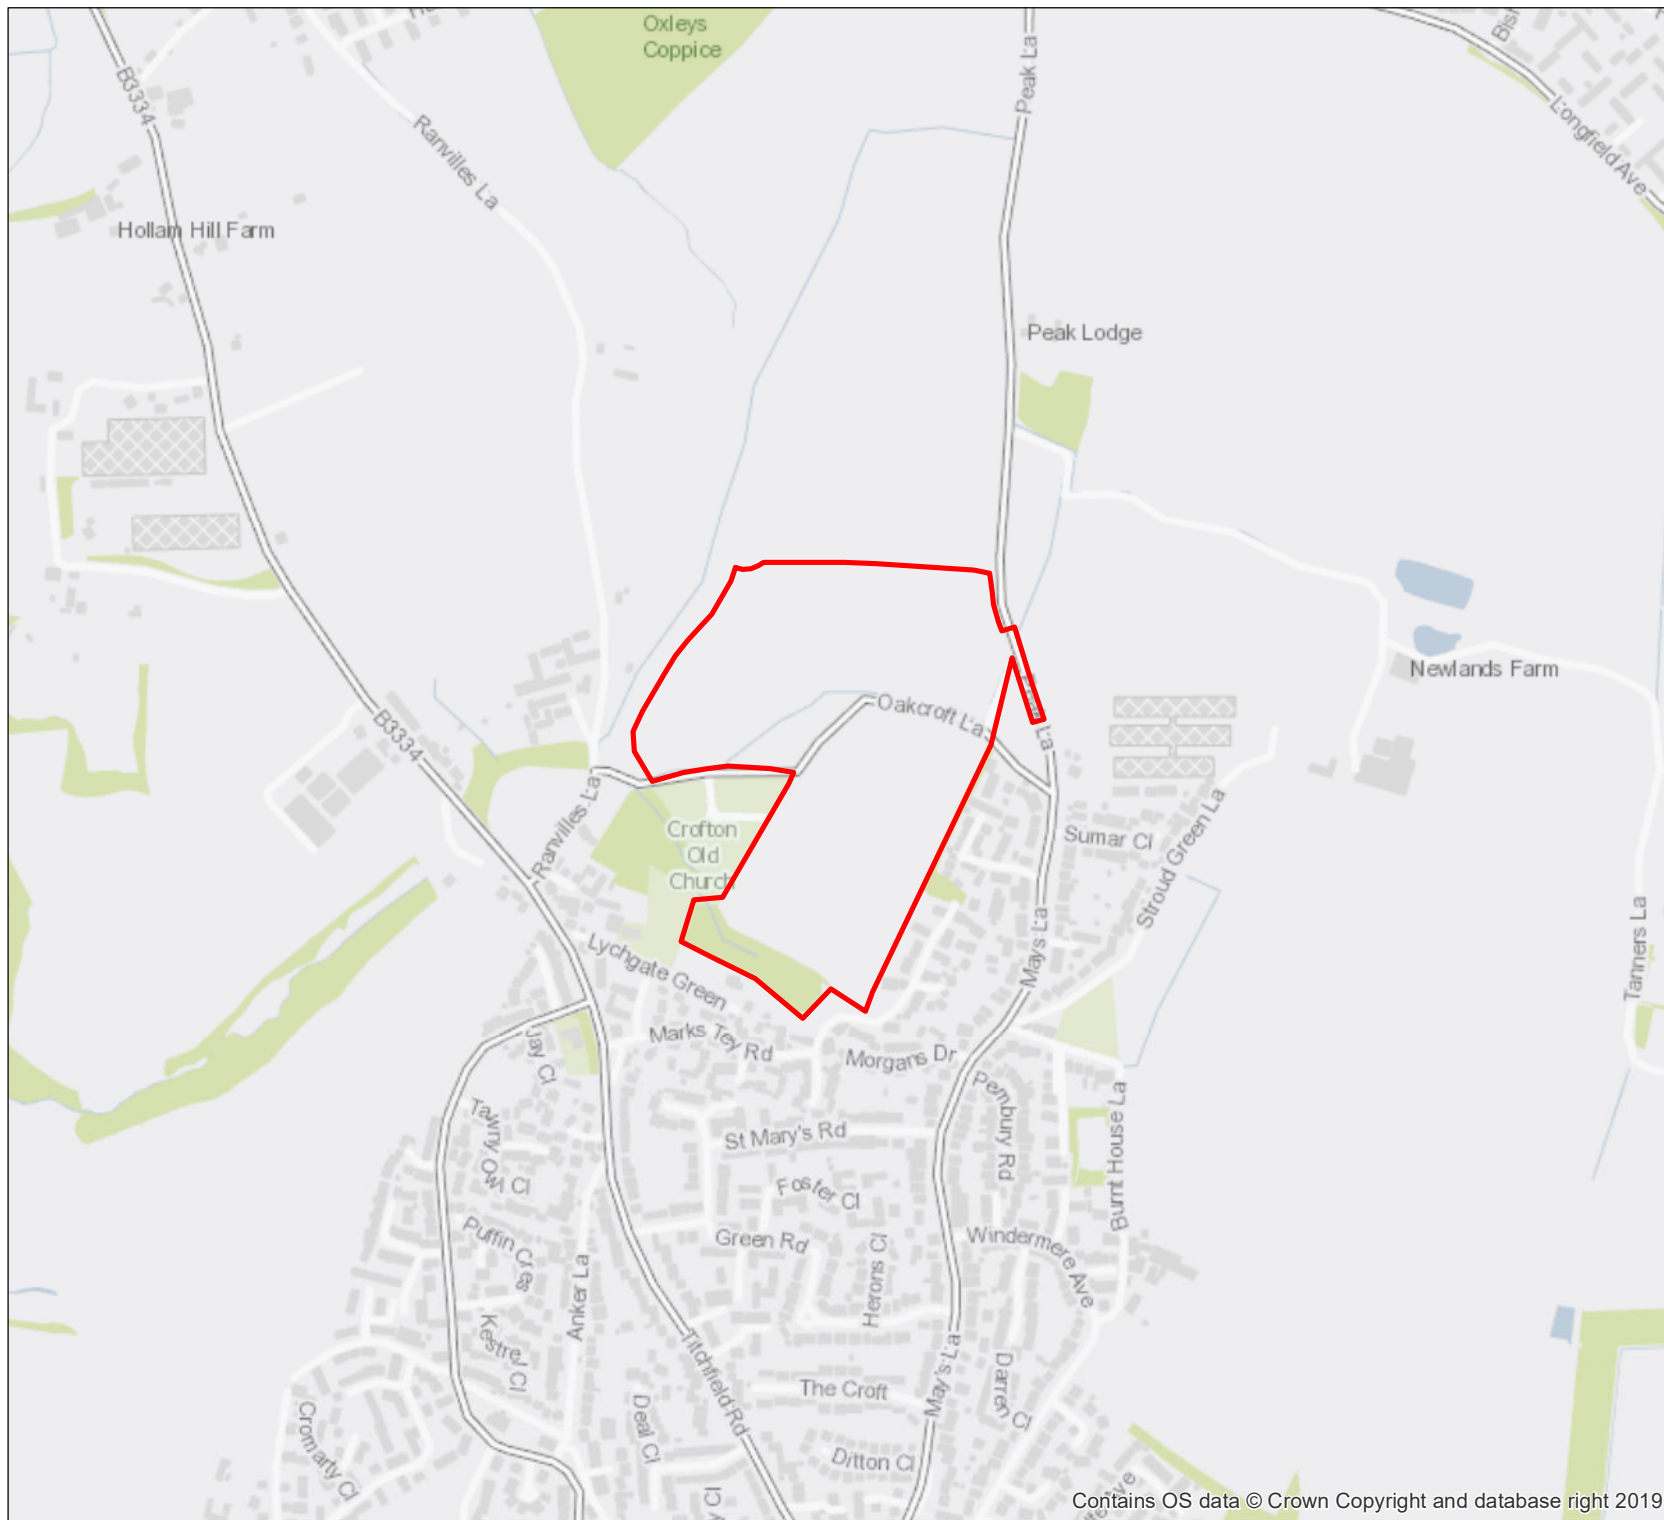 Oxleys
Coppice
Peak La
B3334
Ranvilles La
Longfield Ave
Hollam Hill Farm
Peak Lodge
Newlands Farm
Oakcroft La
Peak La
B3334
Ranvilles La
Crofton
Old
Church
Sumar Cl
Stroud Green La
Tanners La
Mays La
Lychgate Green
Marks Tey Rd
Morgans Dr
Jay Cl
Pembury Rd
Burnt House La
Tawny Owl Cl
St Mary's Rd
Foster Cl
Puffin Cres
Green Rd
Windermere Ave
Herons Cl
Anker La
Kestrel Cl
Titchfield Rd
May's La
Darren Cl
The Croft
Deal Cl
Cromarty Cl
Ditton Cl
Contains OS data © Crown Copyright and database right 2019